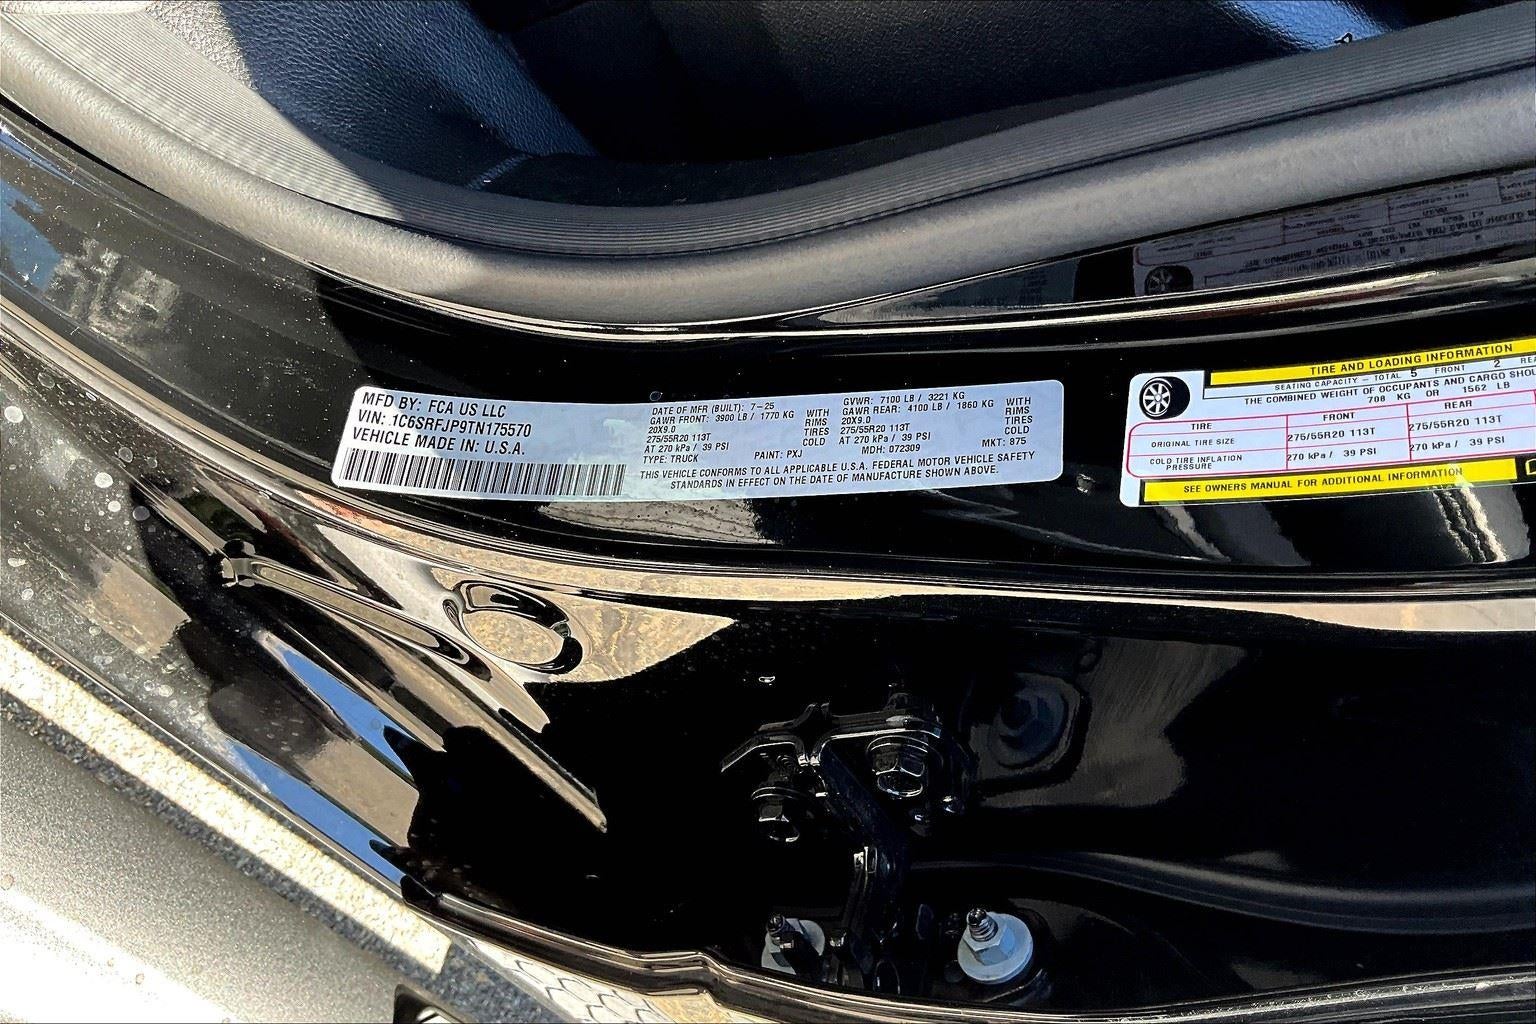 MFD BY: FCA US LLC
VIN: 1C6SRFJP9TN175570
VEHICLE MADE IN: U.S.A.
DATE OF MFR (BUILT): 7-25
GAWR FRONT: 3900 LB / 1770 KG WITH
20X9.0 RIMS
275/55R20 113T TIRES
AT 270 kPa / 39 PSI COLD
TYPE: TRUCK PAINT: PXJ
GVWR: 7100 LB / 3221 KG
GAWR REAR: 4100 LB / 1860 KG WITH
20X9.0 RIMS
275/55R20 113T TIRES
AT 270 kPa / 39 PSI COLD
MDH: 072309 MKT: 875
THIS VEHICLE CONFORMS TO ALL APPLICABLE U.S.A. FEDERAL MOTOR VEHICLE SAFETY
STANDARDS IN EFFECT ON THE DATE OF MANUFACTURE SHOWN ABOVE.
TIRE AND LOADING INFORMATION
SEATING CAPACITY - TOTAL 5 FRONT 2
THE COMBINED WEIGHT OF OCCUPANTS AND CARGO
708 KG OR 1562 LB
TIRE FRONT REAR
ORIGINAL TIRE SIZE 275/55R20 113T 275/55R20 113T
COLD TIRE INFLATION PRESSURE 270 kPa / 39 PSI 270 kPa / 39 PSI
SEE OWNERS MANUAL FOR ADDITIONAL INFORMATION